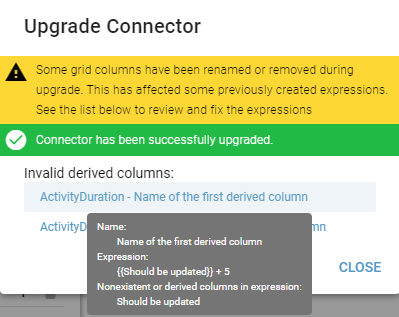 Upgrade Connector
Some grid columns have been renamed or removed during
upgrade. This has affected some previously created expressions.
See the list below to review and fix the expressions
Connector has been successfully upgraded.
Invalid derived columns:
ActivityDuration - Name of the first derived column
Name:
Name of the first derived column
Expression:
{{Should be updated}} + 5
Nonexistent or derived columns in expression:
Should be updated
CLOSE